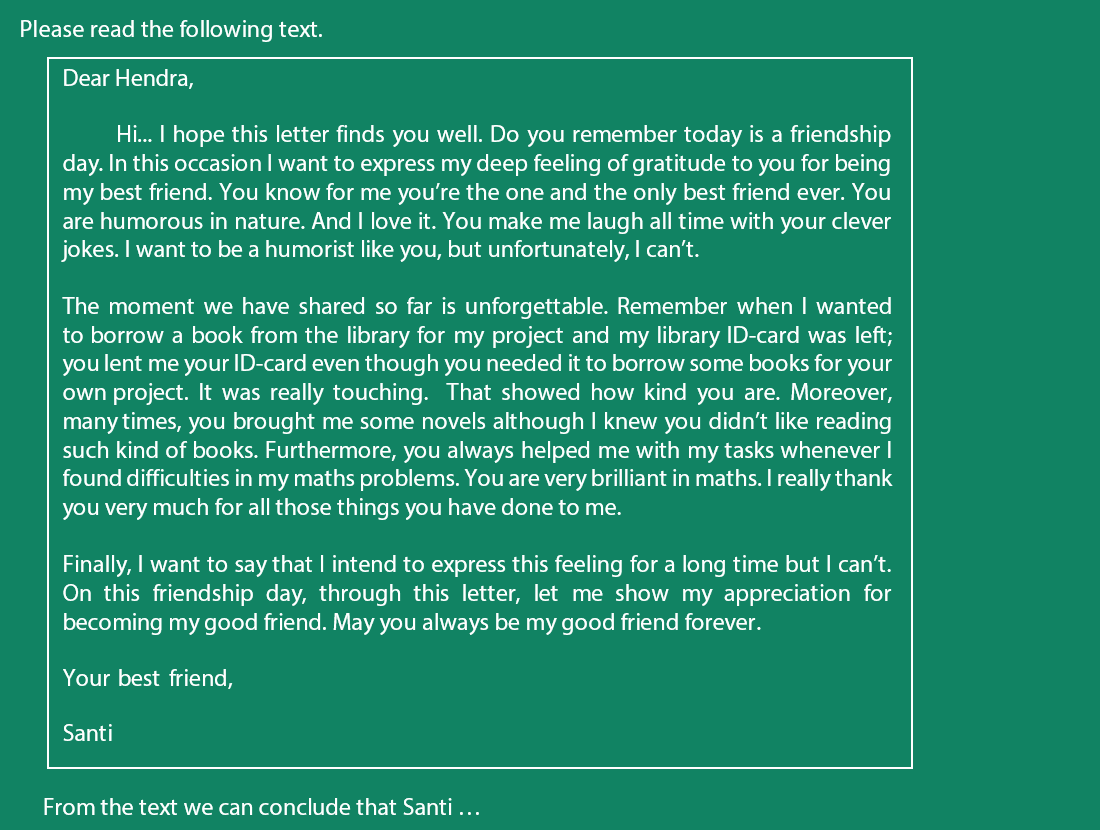 Please read the following text.
Dear Hendra,
Hi... I hope this letter finds you well. Do you remember today is a friendship
day. In this occasion I want to express my deep feeling of gratitude to you for being
my best friend. You know for me you’re the one and the only best friend ever. You
are humorous in nature. And I love it. You make me laugh all time with your clever
jokes. I want to be a humorist like you, but unfortunately, I can’t.
The moment we have shared so far is unforgettable. Remember when I wanted
to borrow a book from the library for my project and my library ID-card was left;
you lent me your ID-card even though you needed it to borrow some books for your
own project. It was really touching.  That showed how kind you are. Moreover,
many times, you brought me some novels although I knew you didn’t like reading
such kind of books. Furthermore, you always helped me with my tasks whenever I
found difficulties in my maths problems. You are very brilliant in maths. I really thank
you very much for all those things you have done to me.
Finally, I want to say that I intend to express this feeling for a long time but I can’t.
On this friendship day, through this letter, let me show my appreciation for
becoming my good friend. May you always be my good friend forever.
Your best friend,
Santi
From the text we can conclude that Santi …